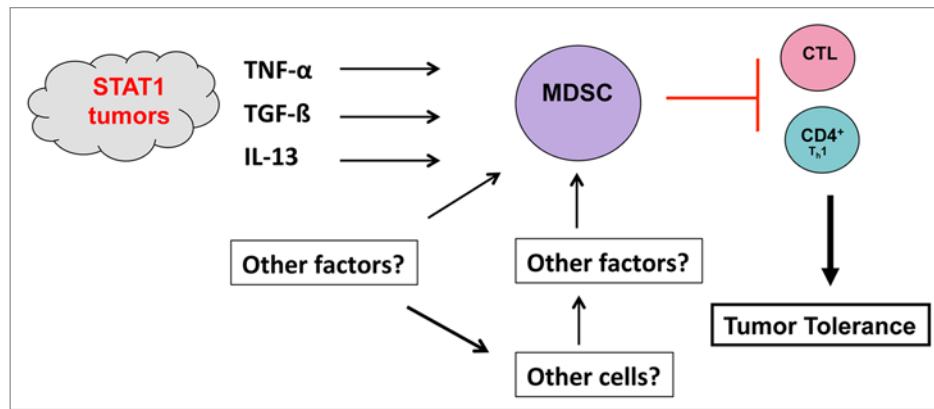 STAT1
tumors
TNF-α
TGF-ß
IL-13
MDSC
CTL
CD4⁺
Tₕ1
Other factors?
Other factors?
Other cells?
Tumor Tolerance